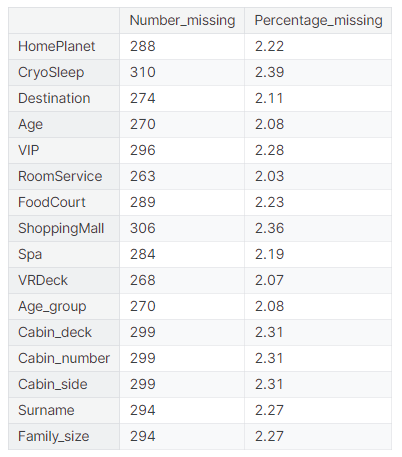 Number_missing Percentage_missing
HomePlanet 288 2.22
CryoSleep 310 2.39
Destination 274 2.11
Age 270 2.08
VIP 296 2.28
RoomService 263 2.03
FoodCourt 289 2.23
ShoppingMall 306 2.36
Spa 284 2.19
VRDeck 268 2.07
Age_group 270 2.08
Cabin_deck 299 2.31
Cabin_number 299 2.31
Cabin_side 299 2.31
Surname 294 2.27
Family_size 294 2.27